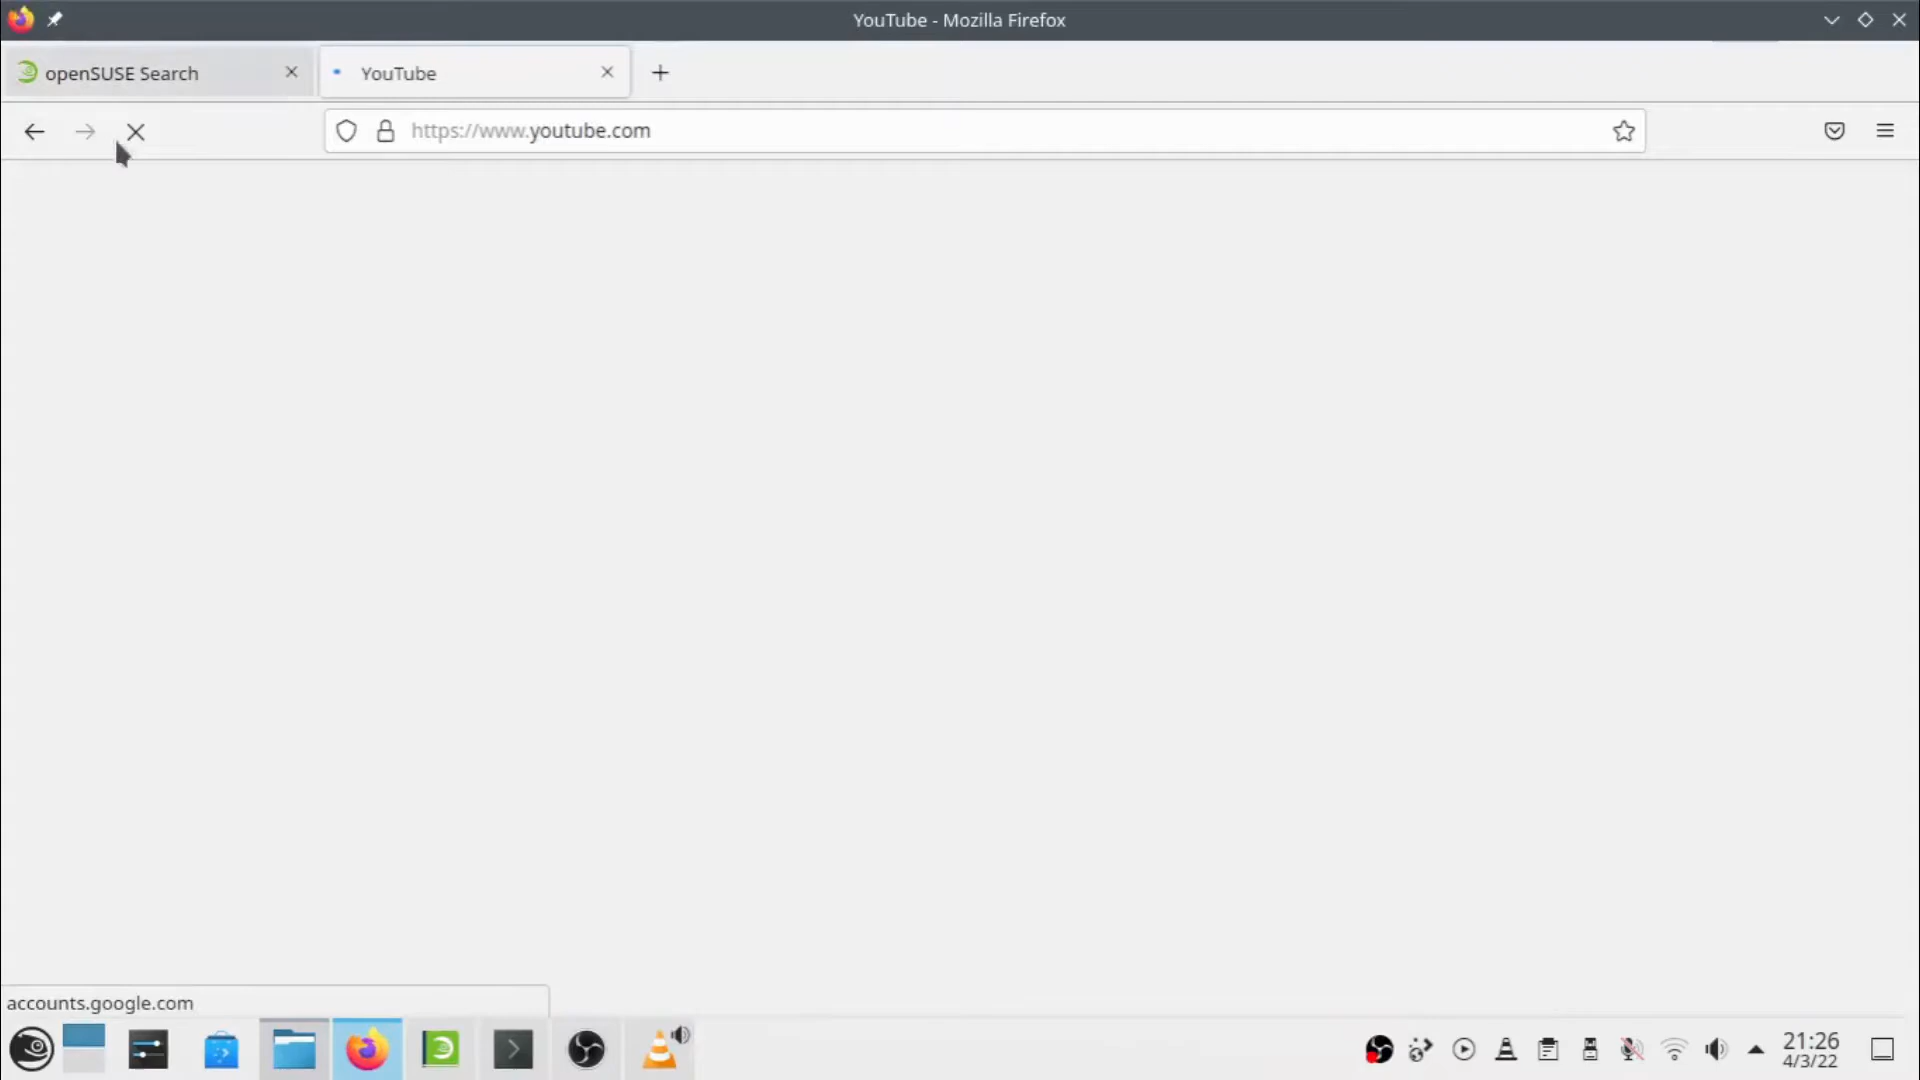 YouTube - Mozilla Firefox
openSUSE Search
YouTube
https://www.youtube.com
accounts.google.com
21:26
4/3/22